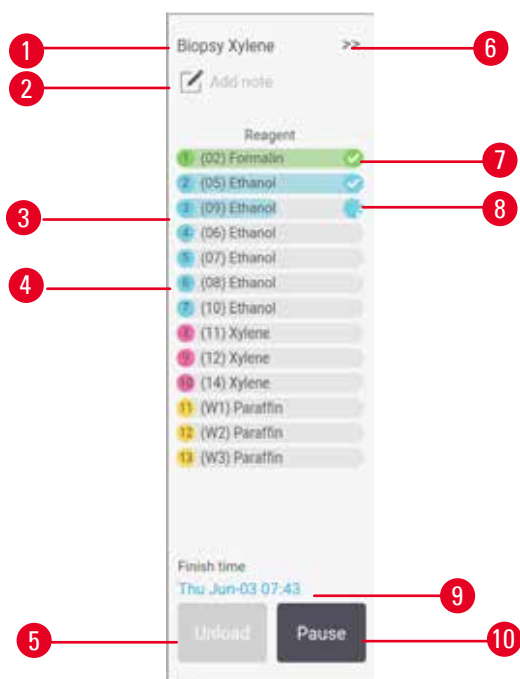 1 Biopsy Xylene >> 6
2 Add note
Reagent
1 (02) Formalin 7
2 (05) Ethanol
3 3 (09) Ethanol 8
4 (06) Ethanol
5 (07) Ethanol
4 6 (08) Ethanol
7 (10) Ethanol
8 (11) Xylene
9 (12) Xylene
10 (14) Xylene
11 (W1) Paraffin
12 (W2) Paraffin
13 (W3) Paraffin
Finish time
Thu Jun-03 07:43 9
5 Unload Pause 10